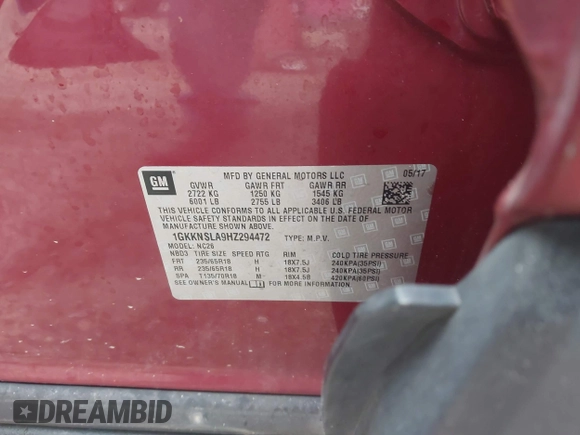 GM
MFD BY GENERAL MOTORS LLC 05/17
GVWR GAWR FRT GAWR RR
2722 KG 1250 KG 1545 KG
6001 LB 2755 LB 3406 LB
THIS VEHICLE CONFORMS TO ALL APPLICABLE U.S. FEDERAL MOTOR
VEHICLE SAFETY STANDARDS IN EFFECT ON THE DATE OF
MANUFACTURE SHOWN ABOVE.
1GKKNSLA9HZ294472 TYPE: M.P.V.
MODEL: NC26
NBD3 TIRE SIZE SPEED RTG RIM COLD TIRE PRESSURE
FRT 235/65R18 H 18X7.5J 240KPA(35PSI)
RR 235/65R18 H 18X7.5J 240KPA(35PSI)
SPA T135/70R18 M 18X4.5B 420KPA(60PSI)
SEE OWNER'S MANUAL FOR MORE INFORMATION.
DREAMBID